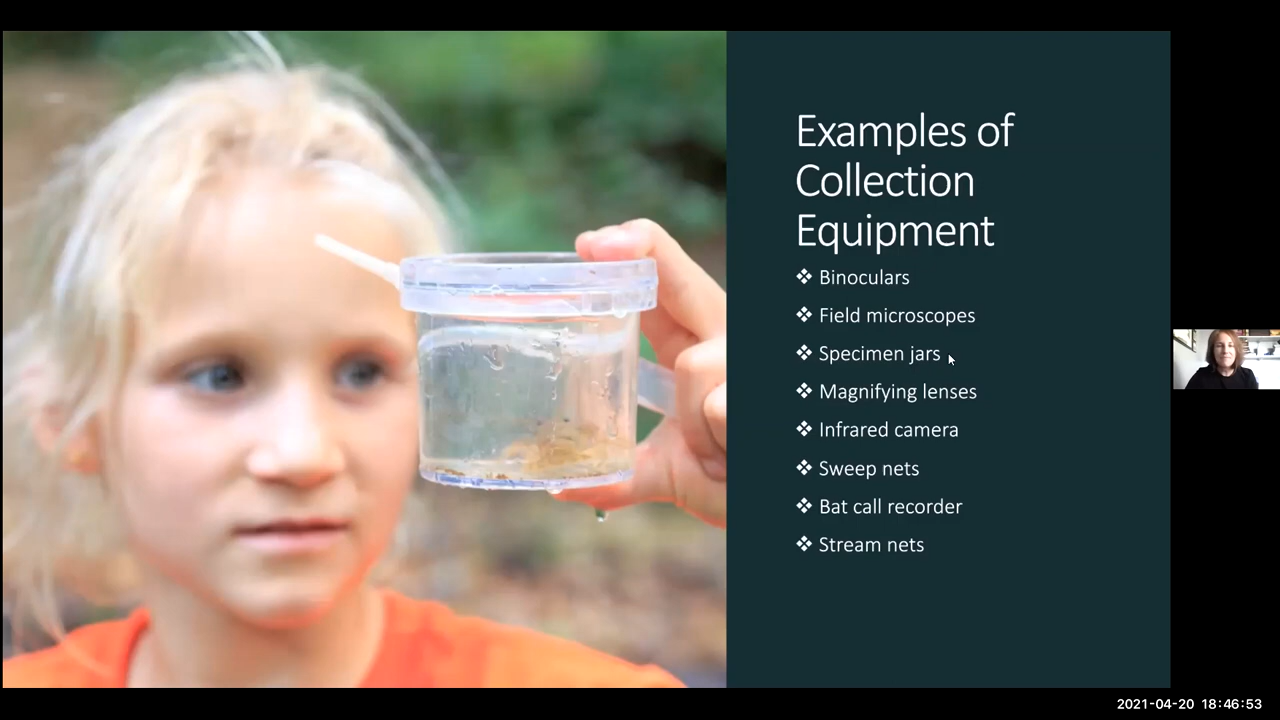 Examples of
Collection
Equipment
❖ Binoculars
❖ Field microscopes
❖ Specimen jars
❖ Magnifying lenses
❖ Infrared camera
❖ Sweep nets
❖ Bat call recorder
❖ Stream nets
2021-04-20 18:46:53